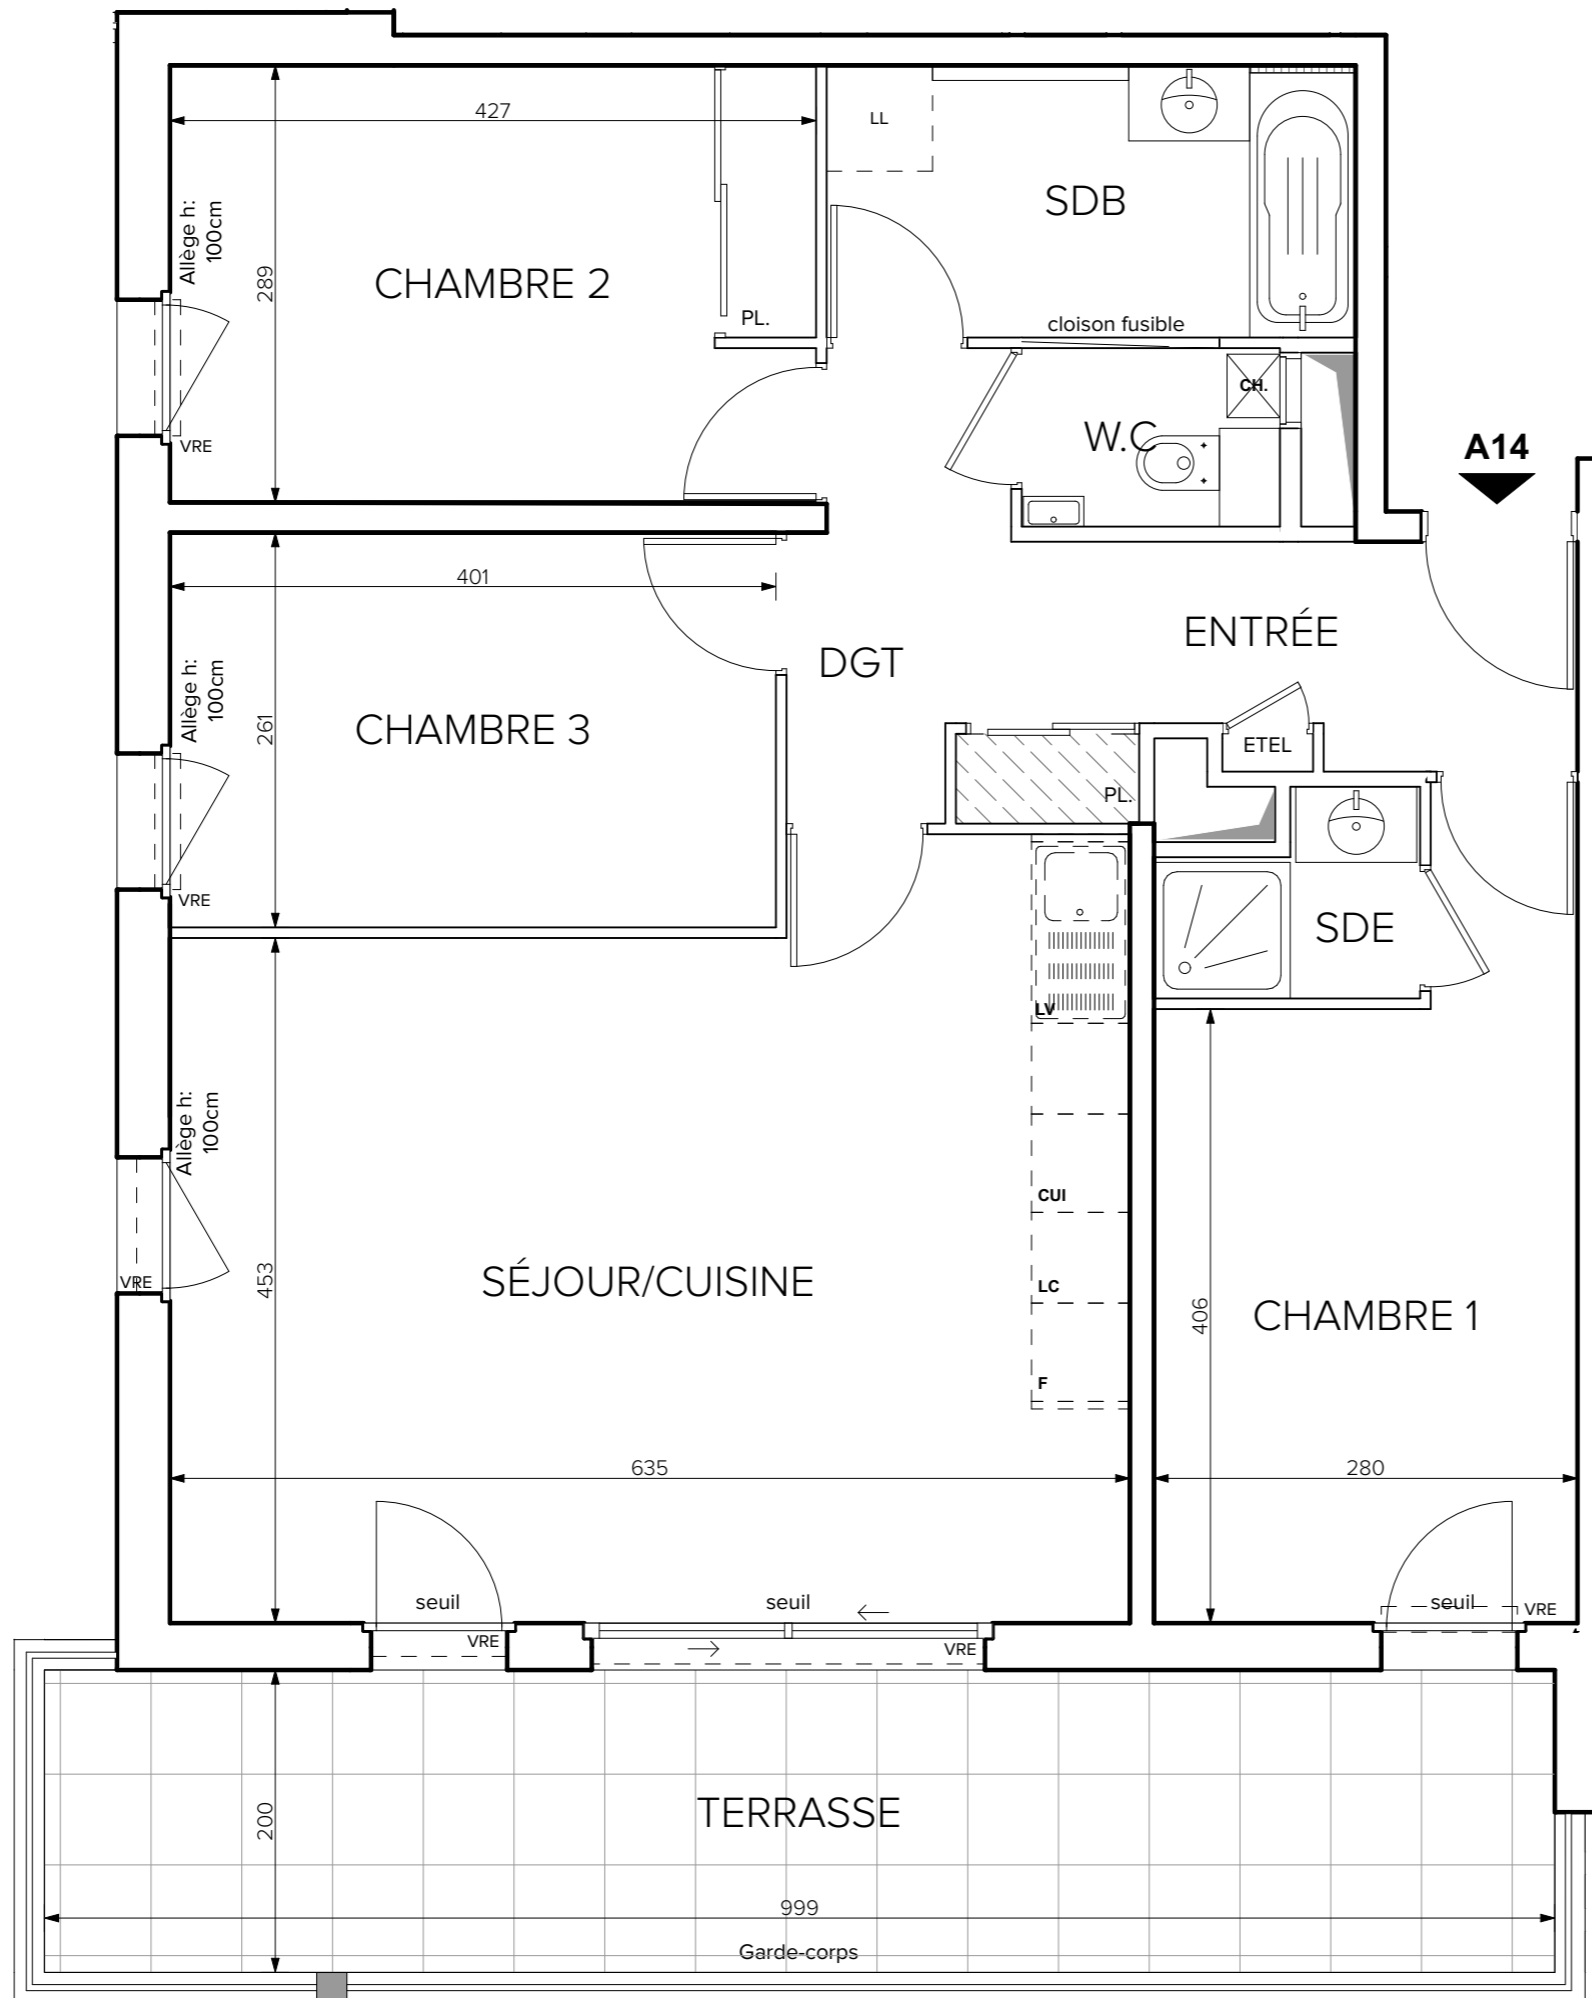 427
LL
SDB
Allège h:
100cm
289
CHAMBRE 2
PL.
cloison fusible
CH.
W.C
A14
VRE
401
ENTRÉE
DGT
Allège h:
100cm
261
CHAMBRE 3
ETEL
PL.
VRE
SDE
LV
Allège h:
100cm
CUI
VRE
453
SÉJOUR/CUISINE
LC
406
CHAMBRE 1
F
635
280
seuil
seuil
seuil
VRE
VRE
VRE
200
TERRASSE
999
Garde-corps